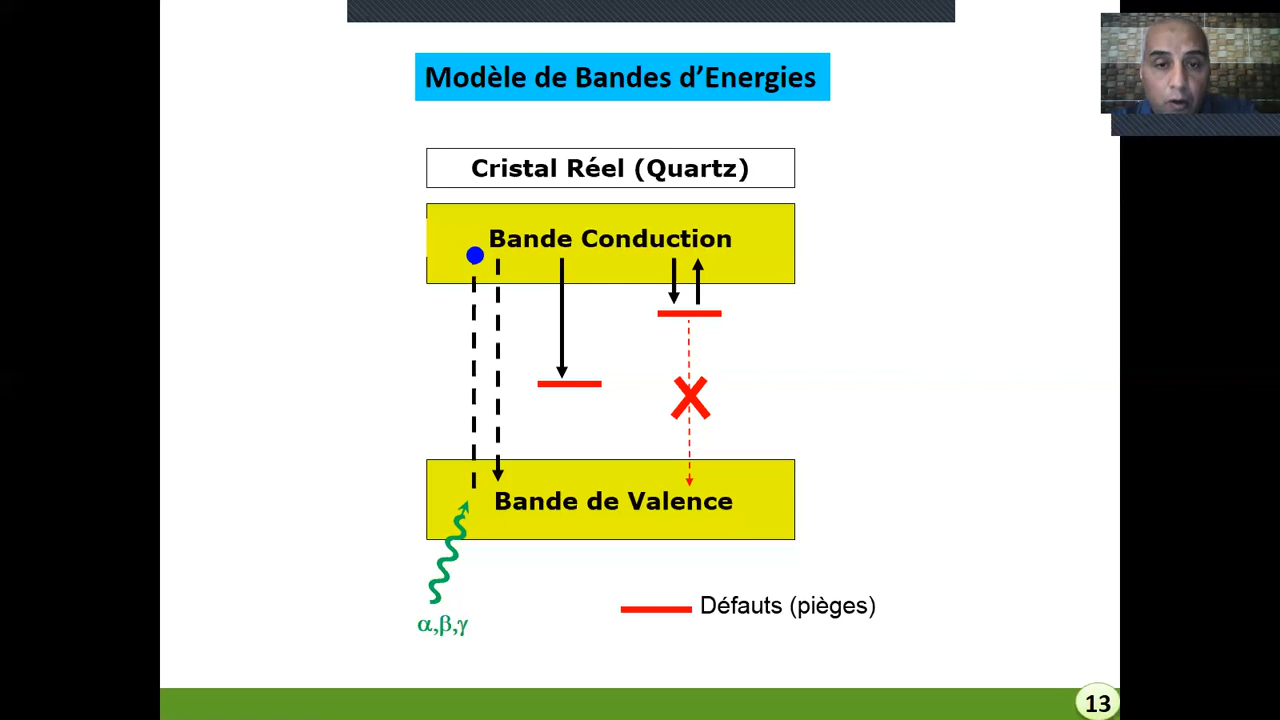 Modèle de Bandes d’Energies
Cristal Réel (Quartz)
Bande Conduction
Bande de Valence
α,β,γ
Défauts (pièges)
13